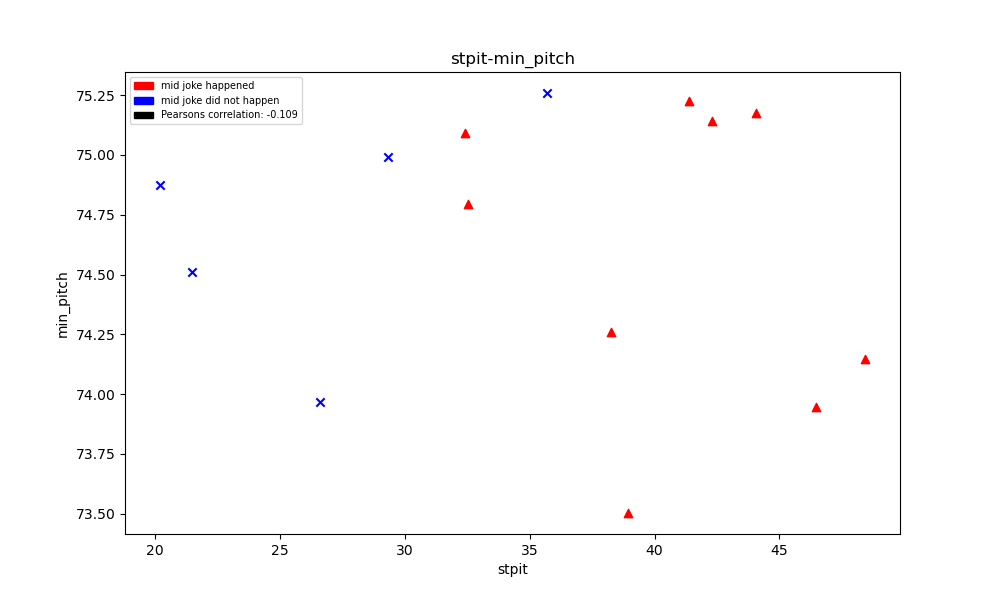 stpit-min_pitch
mid joke happened
mid joke did not happen
Pearsons correlation: -0.109
75.25
75.00
74.75
74.50
74.25
74.00
73.75
73.50
min_pitch
20 25 30 35 40 45
stpit